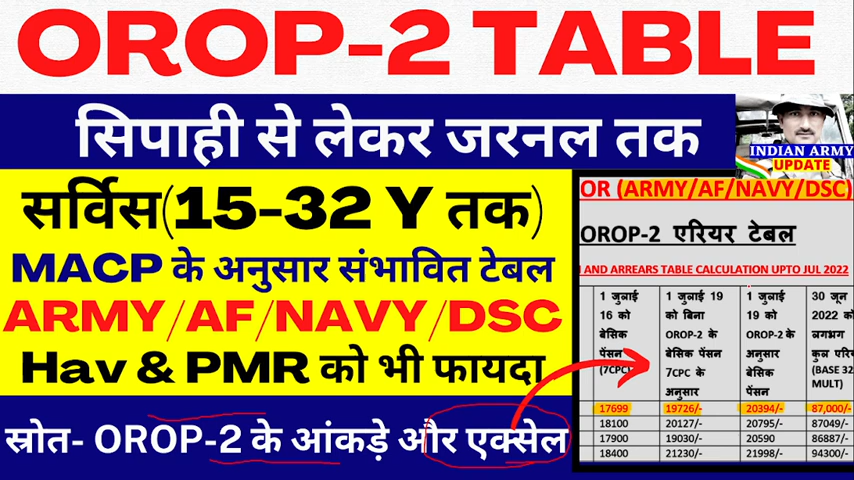 OROP-2 TABLE
सिपाही से लेकर जरनल तक
INDIAN ARMY
UPDATE
सर्विस(15-32 Y तक)
MACP के अनुसार संभावित टेबल
ARMY/AF/NAVY/DSC
Hav & PMR को भी फायदा
स्रोत- OROP-2 के आंकड़े और एक्सेल
OR (ARMY/AF/NAVY/DSC)
OROP-2 एरियर टेबल
AND ARREARS TABLE CALCULATION UPTO JUL 2022
1 जुलाई 1 जुलाई 19 1 जुलाई 30 जून
16 को को बिना 19 को 2022 को
बेसिक OROP-2 के OROP-2 के लगभग
पेंसन बेसिक पेंसन अनुसार कुल
(7CPC) 7CPC के बेसिक (BASE 32
अनुसार पेंसन MULT)
17699 19726/- 20394/- 87,000/-
18100 20127/- 20795/- 87049/-
17900 19030/- 20590 86887/-
18400 21230/- 21998/- 94300/-